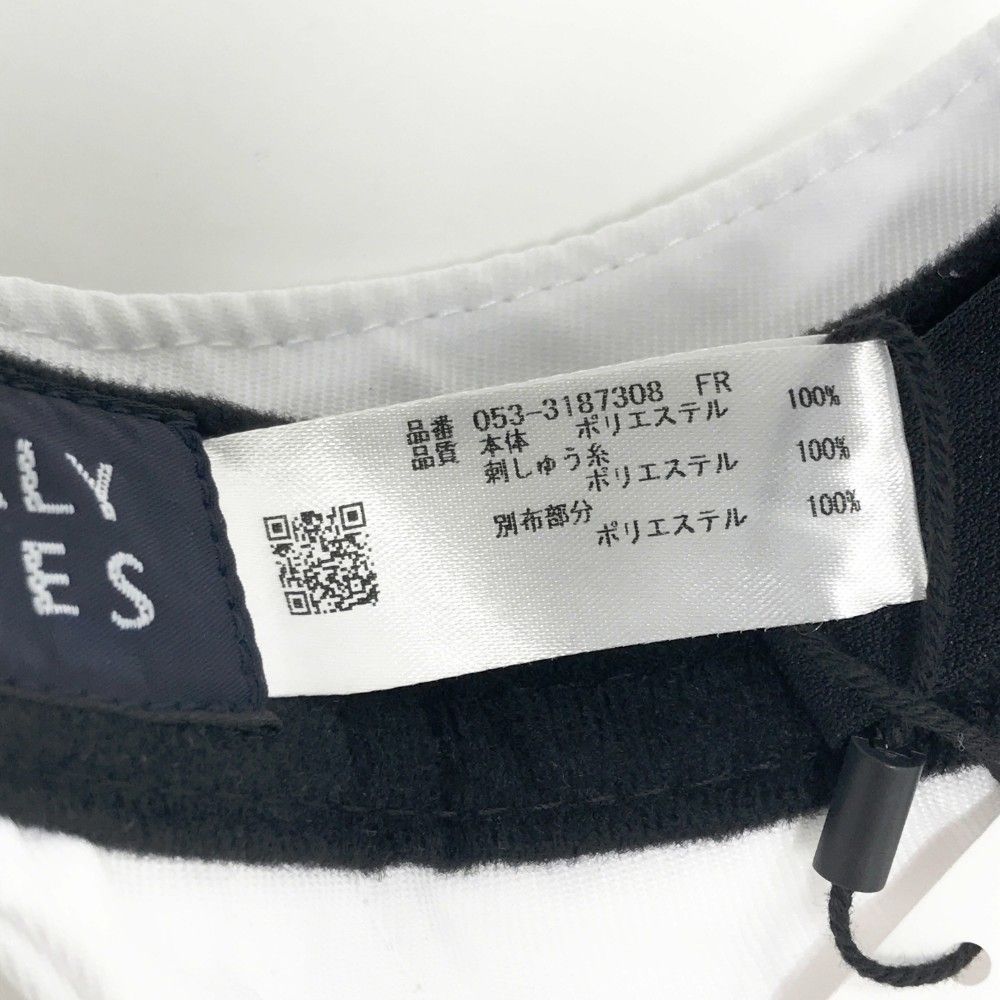 LY
ES
品番 053-3187308 FR
品質 本体 ポリエステル 100%
刺しゅう糸
ポリエステル 100%
別布部分
ポリエステル 100%